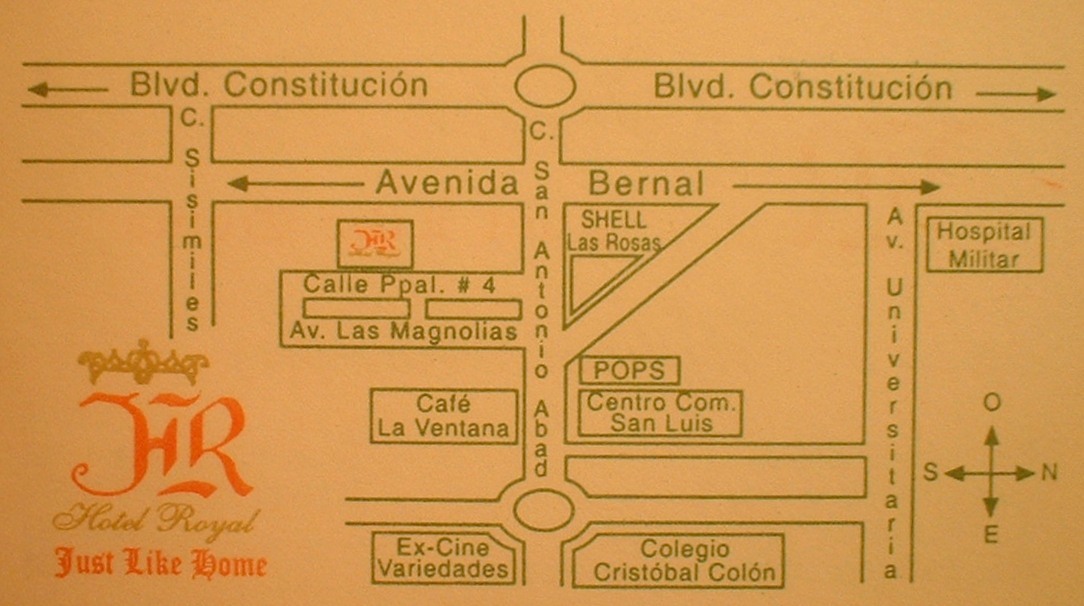 Blvd. Constitución
Blvd. Constitución
C. Sisimiles
C. San Antonio Abad
Avenida Bernal
SHELL
Las Rosas
Av. Universitaria
Hospital
Militar
HR
Calle Ppal. # 4
Av. Las Magnolias
POPS
Café
La Ventana
Centro Com.
San Luis
O
S N
E
HR
Hotel Royal
Just Like Home
Ex-Cine
Variedades
Colegio
Cristóbal Colón